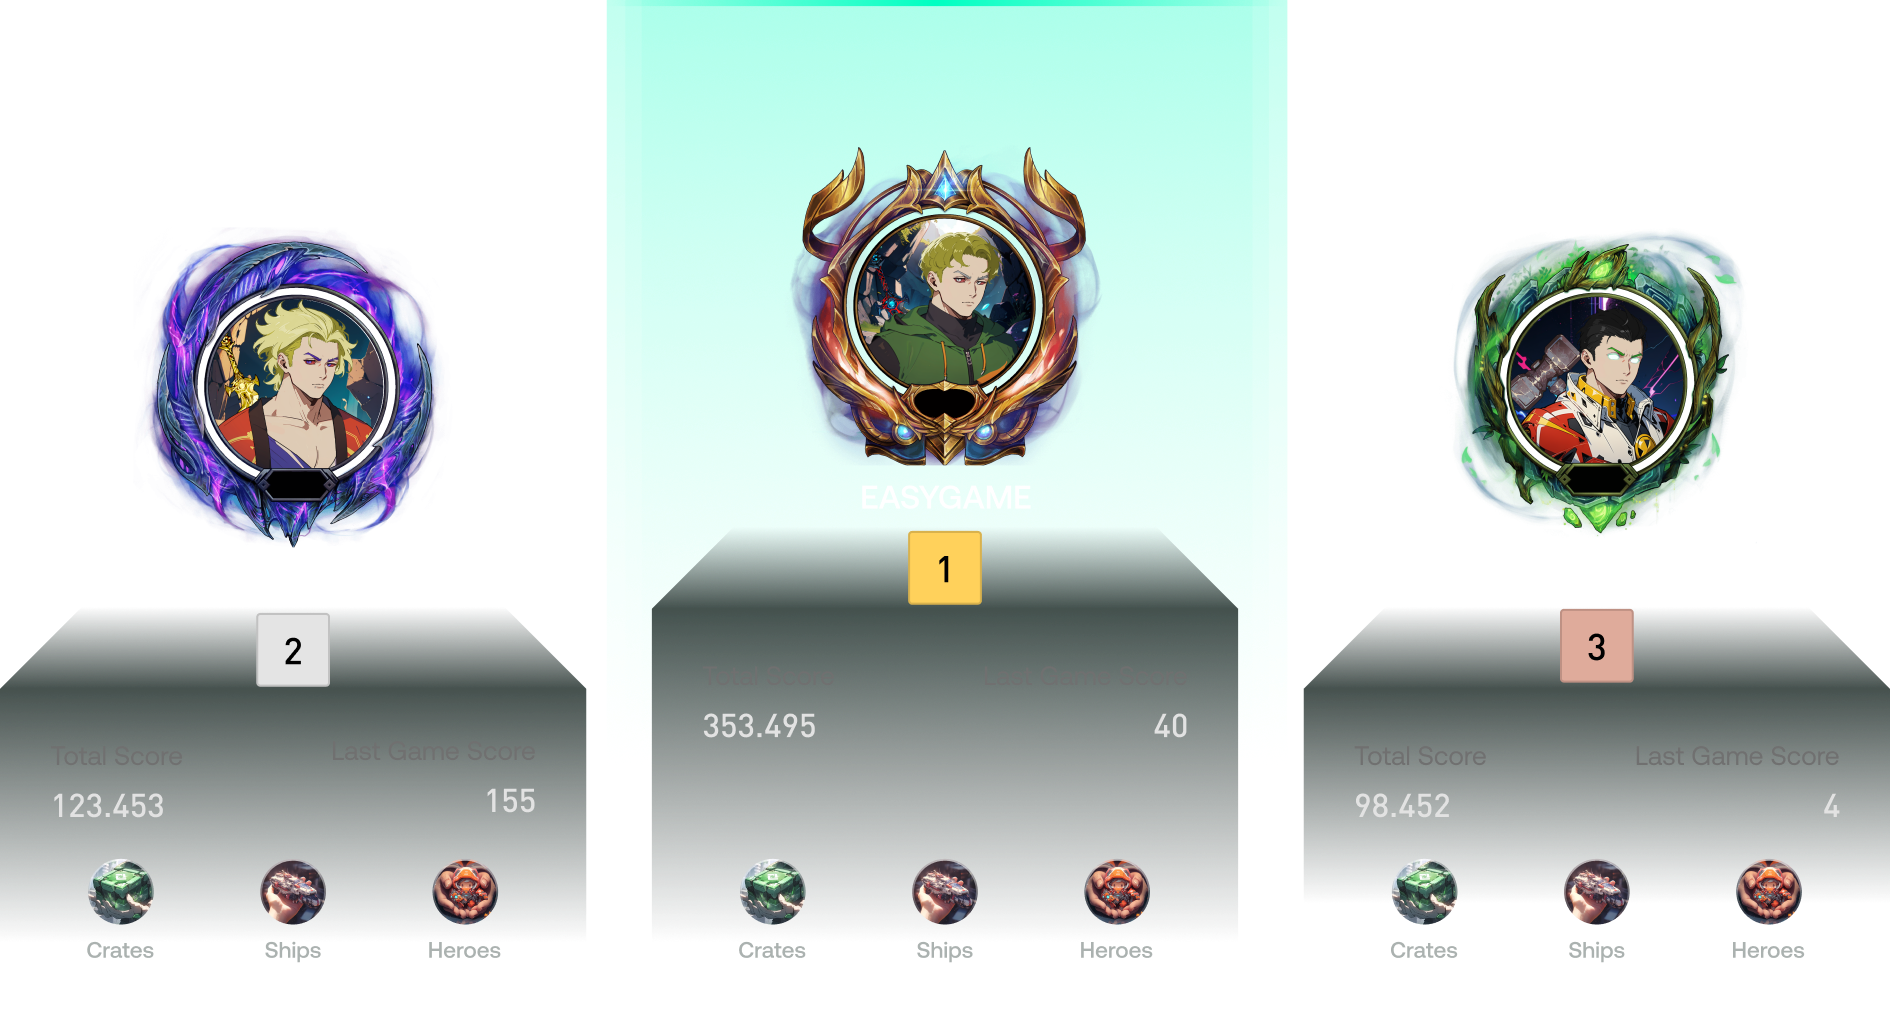 EASYGAME
1
Total Score
Last Game Score
353.495
40
Crates
Ships
Heroes
2
Total Score
Last Game Score
123.453
155
Crates
Ships
Heroes
3
Total Score
Last Game Score
98.452
4
Crates
Ships
Heroes